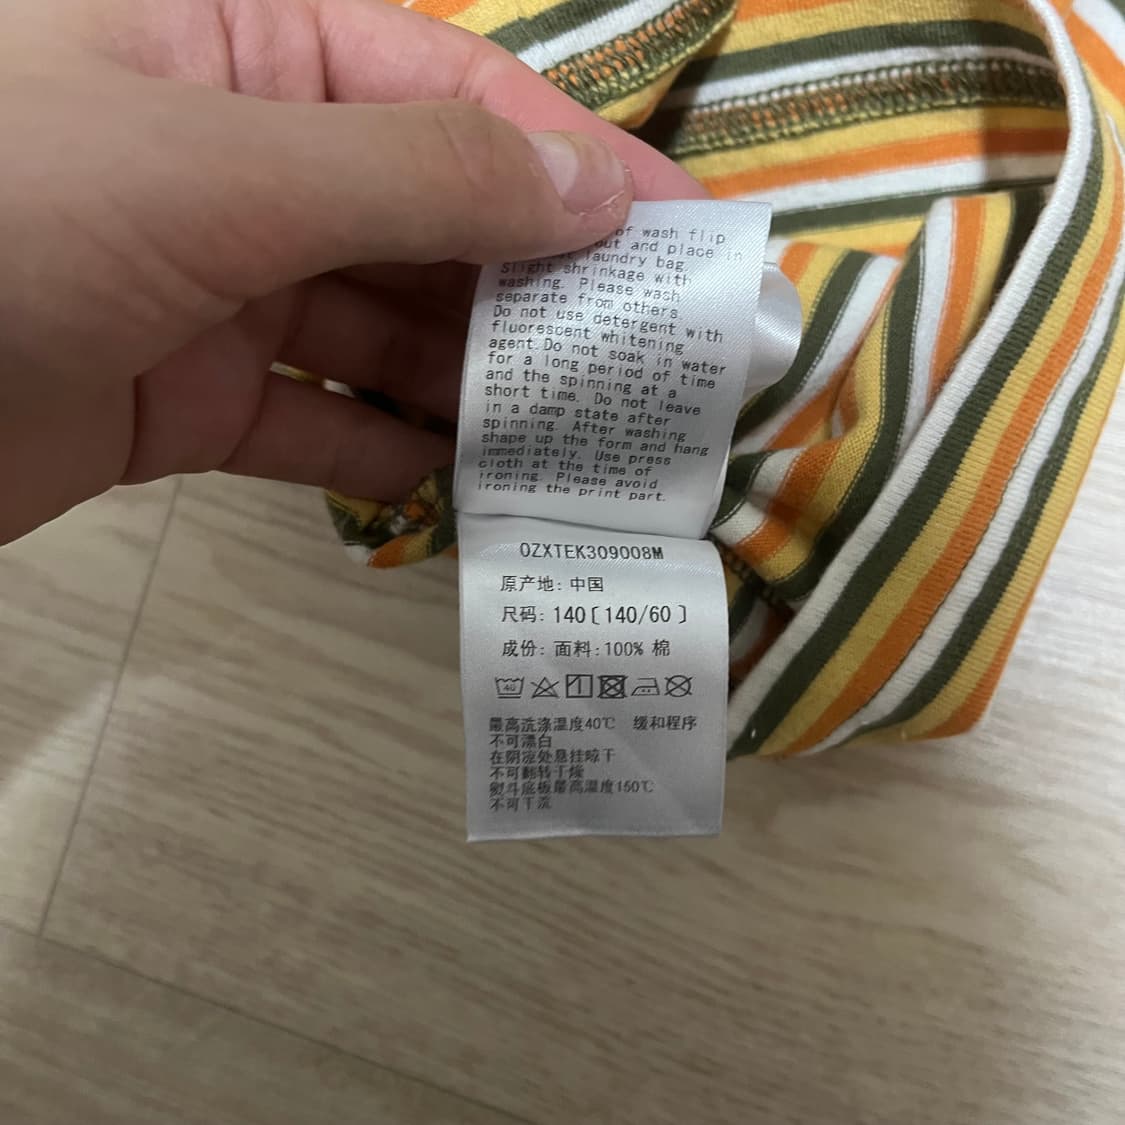 of wash flip
out and place in
laundry bag.
Slight shrinkage with
washing. Please wash
separate from others.
Do not use detergent with
fluorescent whitening
agent.Do not soak in water
for a long period of time
and the spinning at a
short time. Do not leave
in a damp state after
spinning. After washing
shape up the form and hang
immediately. Use press
cloth at the time of
ironing. Please avoid
ironing the print part.
OZXTEK309008M
原产地: 中国
尺码: 140〔140/60〕
成份: 面料:100% 棉
40
最高洗涤温度40℃ 缓和程序
不可漂白
在阴凉处悬挂晾干
不可翻转干燥
熨斗底板最高温度150℃
不可干洗